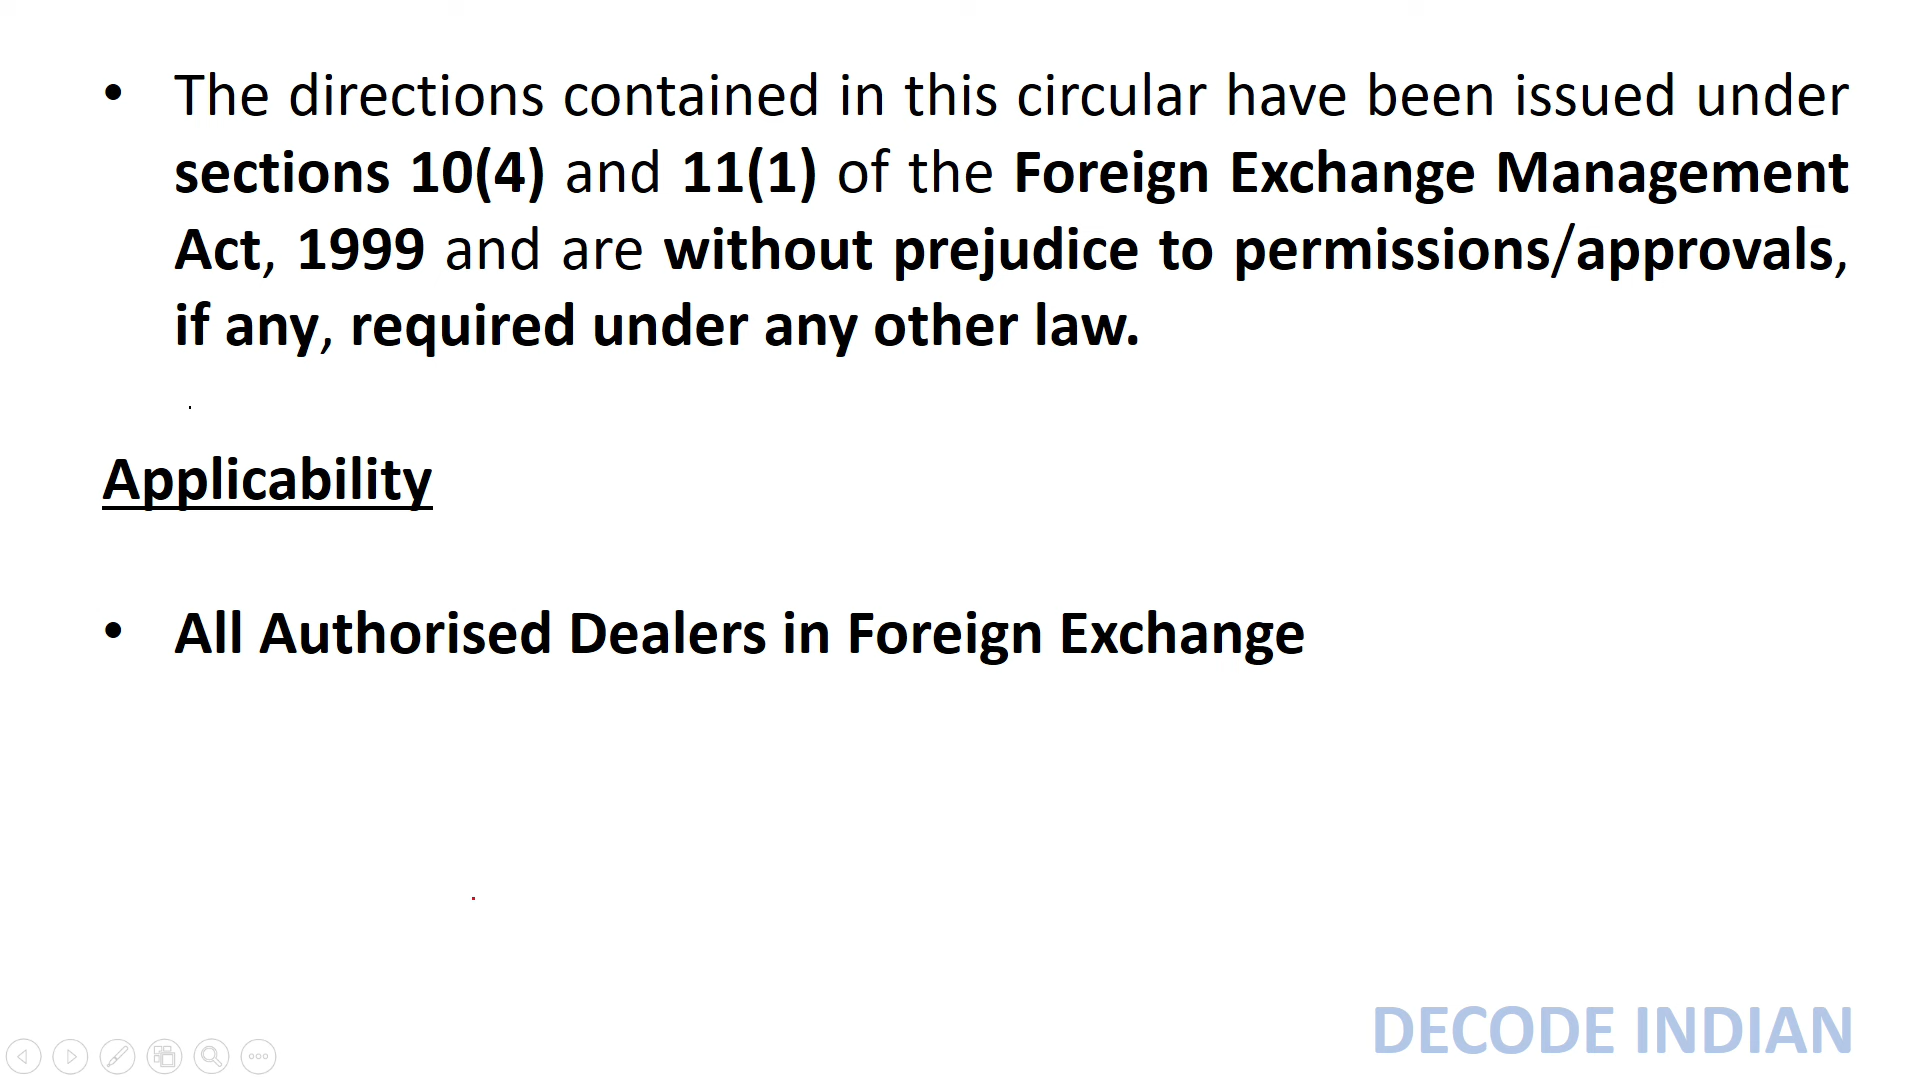 • The directions contained in this circular have been issued under
sections 10(4) and 11(1) of the Foreign Exchange Management
Act, 1999 and are without prejudice to permissions/approvals,
if any, required under any other law.
Applicability
• All Authorised Dealers in Foreign Exchange
DECODE INDIAN